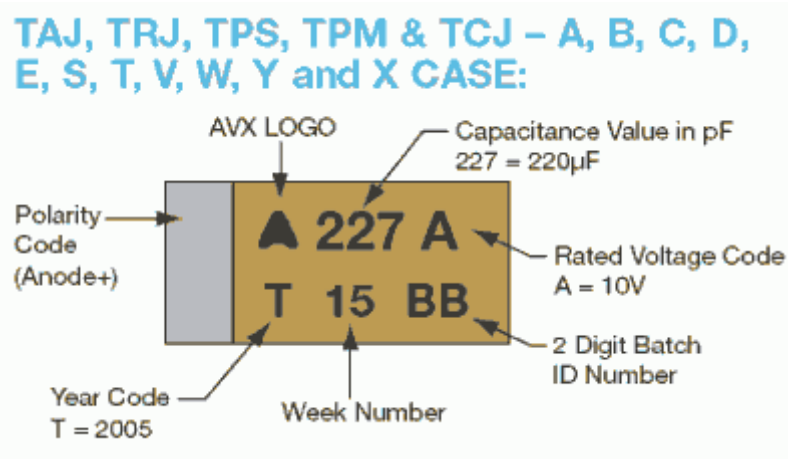 TAJ, TRJ, TPS, TPM & TCJ – A, B, C, D,
E, S, T, V, W, Y and X CASE:
AVX LOGO
Capacitance Value in pF
227 = 220µF
Polarity
Code
(Anode+)
A 227 A
Rated Voltage Code
A = 10V
T 15 BB
2 Digit Batch
ID Number
Year Code
T = 2005
Week Number